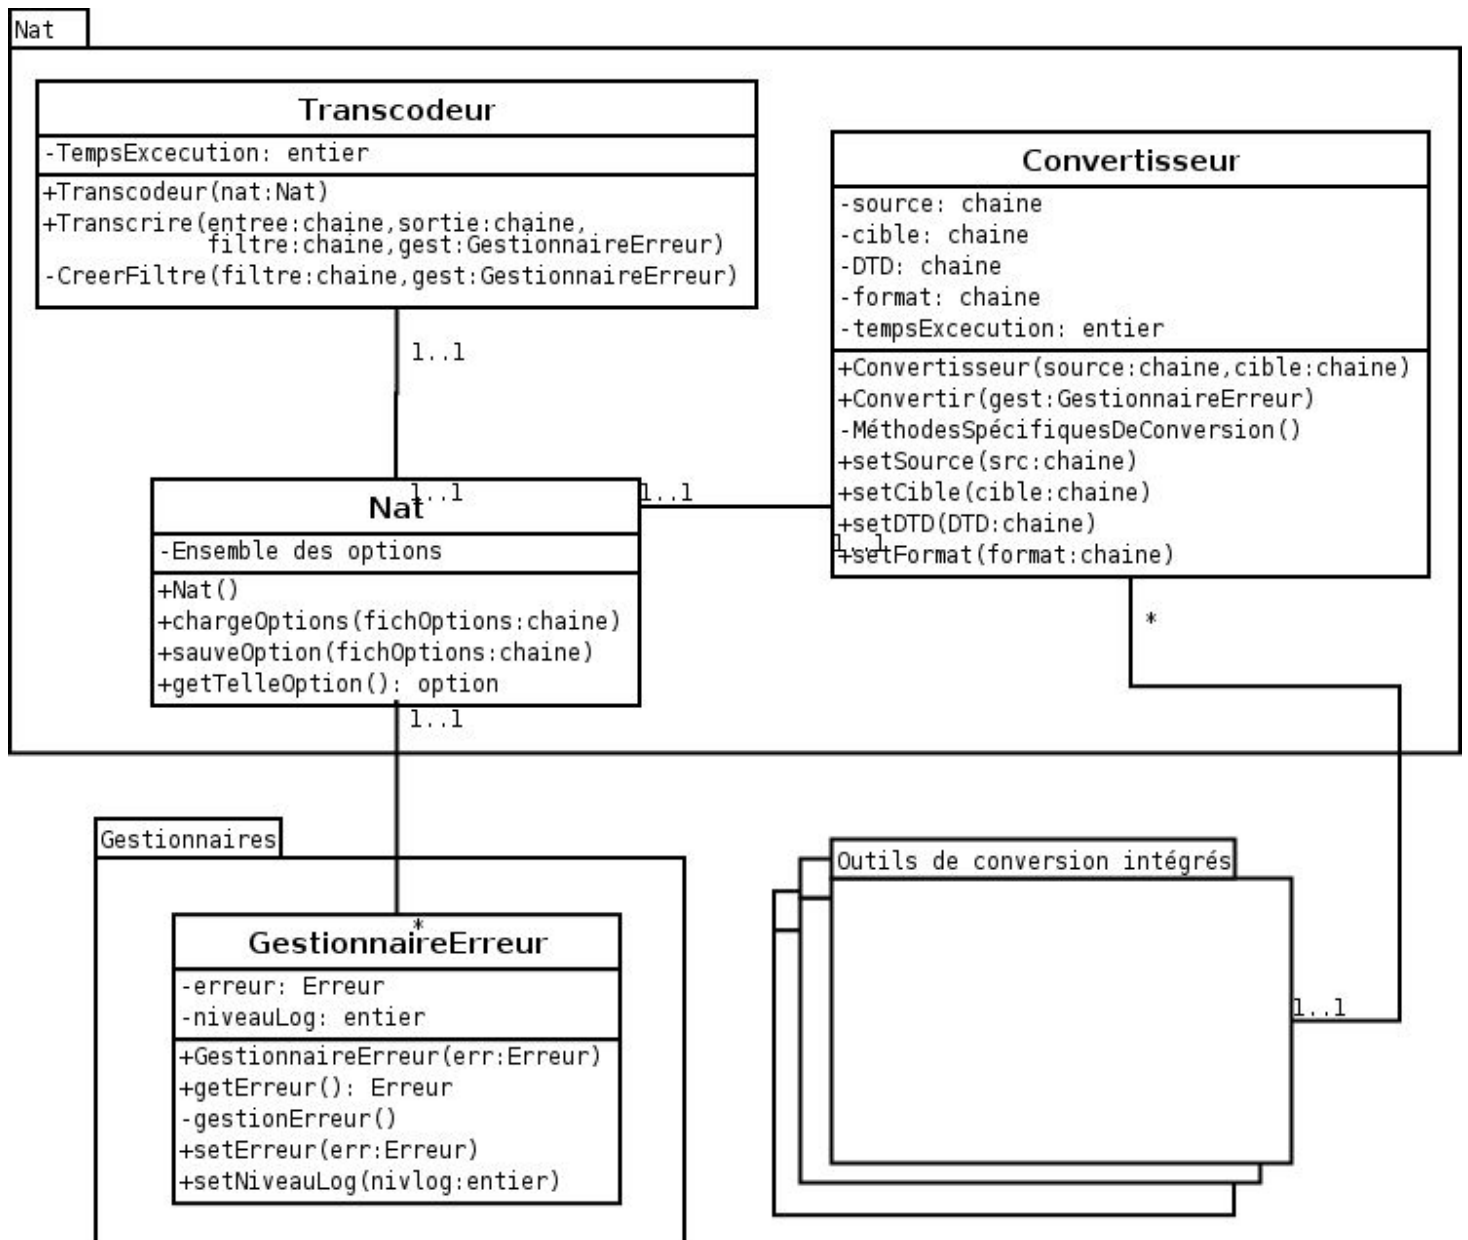 Nat
Transcodeur
-TempsExcecution: entier
+Transcodeur(nat:Nat)
+Transcrire(entree:chaine,sortie:chaine,
filtre:chaine,gest:GestionnaireErreur)
-CreerFiltre(filtre:chaine,gest:GestionnaireErreur)
1..1
Convertisseur
-source: chaine
-cible: chaine
-DTD: chaine
-format: chaine
-tempsExcecution: entier
+Convertisseur(source:chaine,cible:chaine)
+Convertir(gest:GestionnaireErreur)
-MéthodesSpécifiquesDeConversion()
+setSource(src:chaine)
+setCible(cible:chaine)
+setDTD(DTD:chaine)
1..1
+setFormat(format:chaine)
*
1..1
1..1
Nat
-Ensemble des options
+Nat()
+chargeOptions(fichOptions:chaine)
+sauveOption(fichOptions:chaine)
+getTelleOption(): option
1..1
Gestionnaires
*
GestionnaireErreur
-erreur: Erreur
-niveauLog: entier
+GestionnaireErreur(err:Erreur)
+getErreur(): Erreur
-gestionErreur()
+setErreur(err:Erreur)
+setNiveauLog(nivlog:entier)
Outils de conversion intégrés
1..1